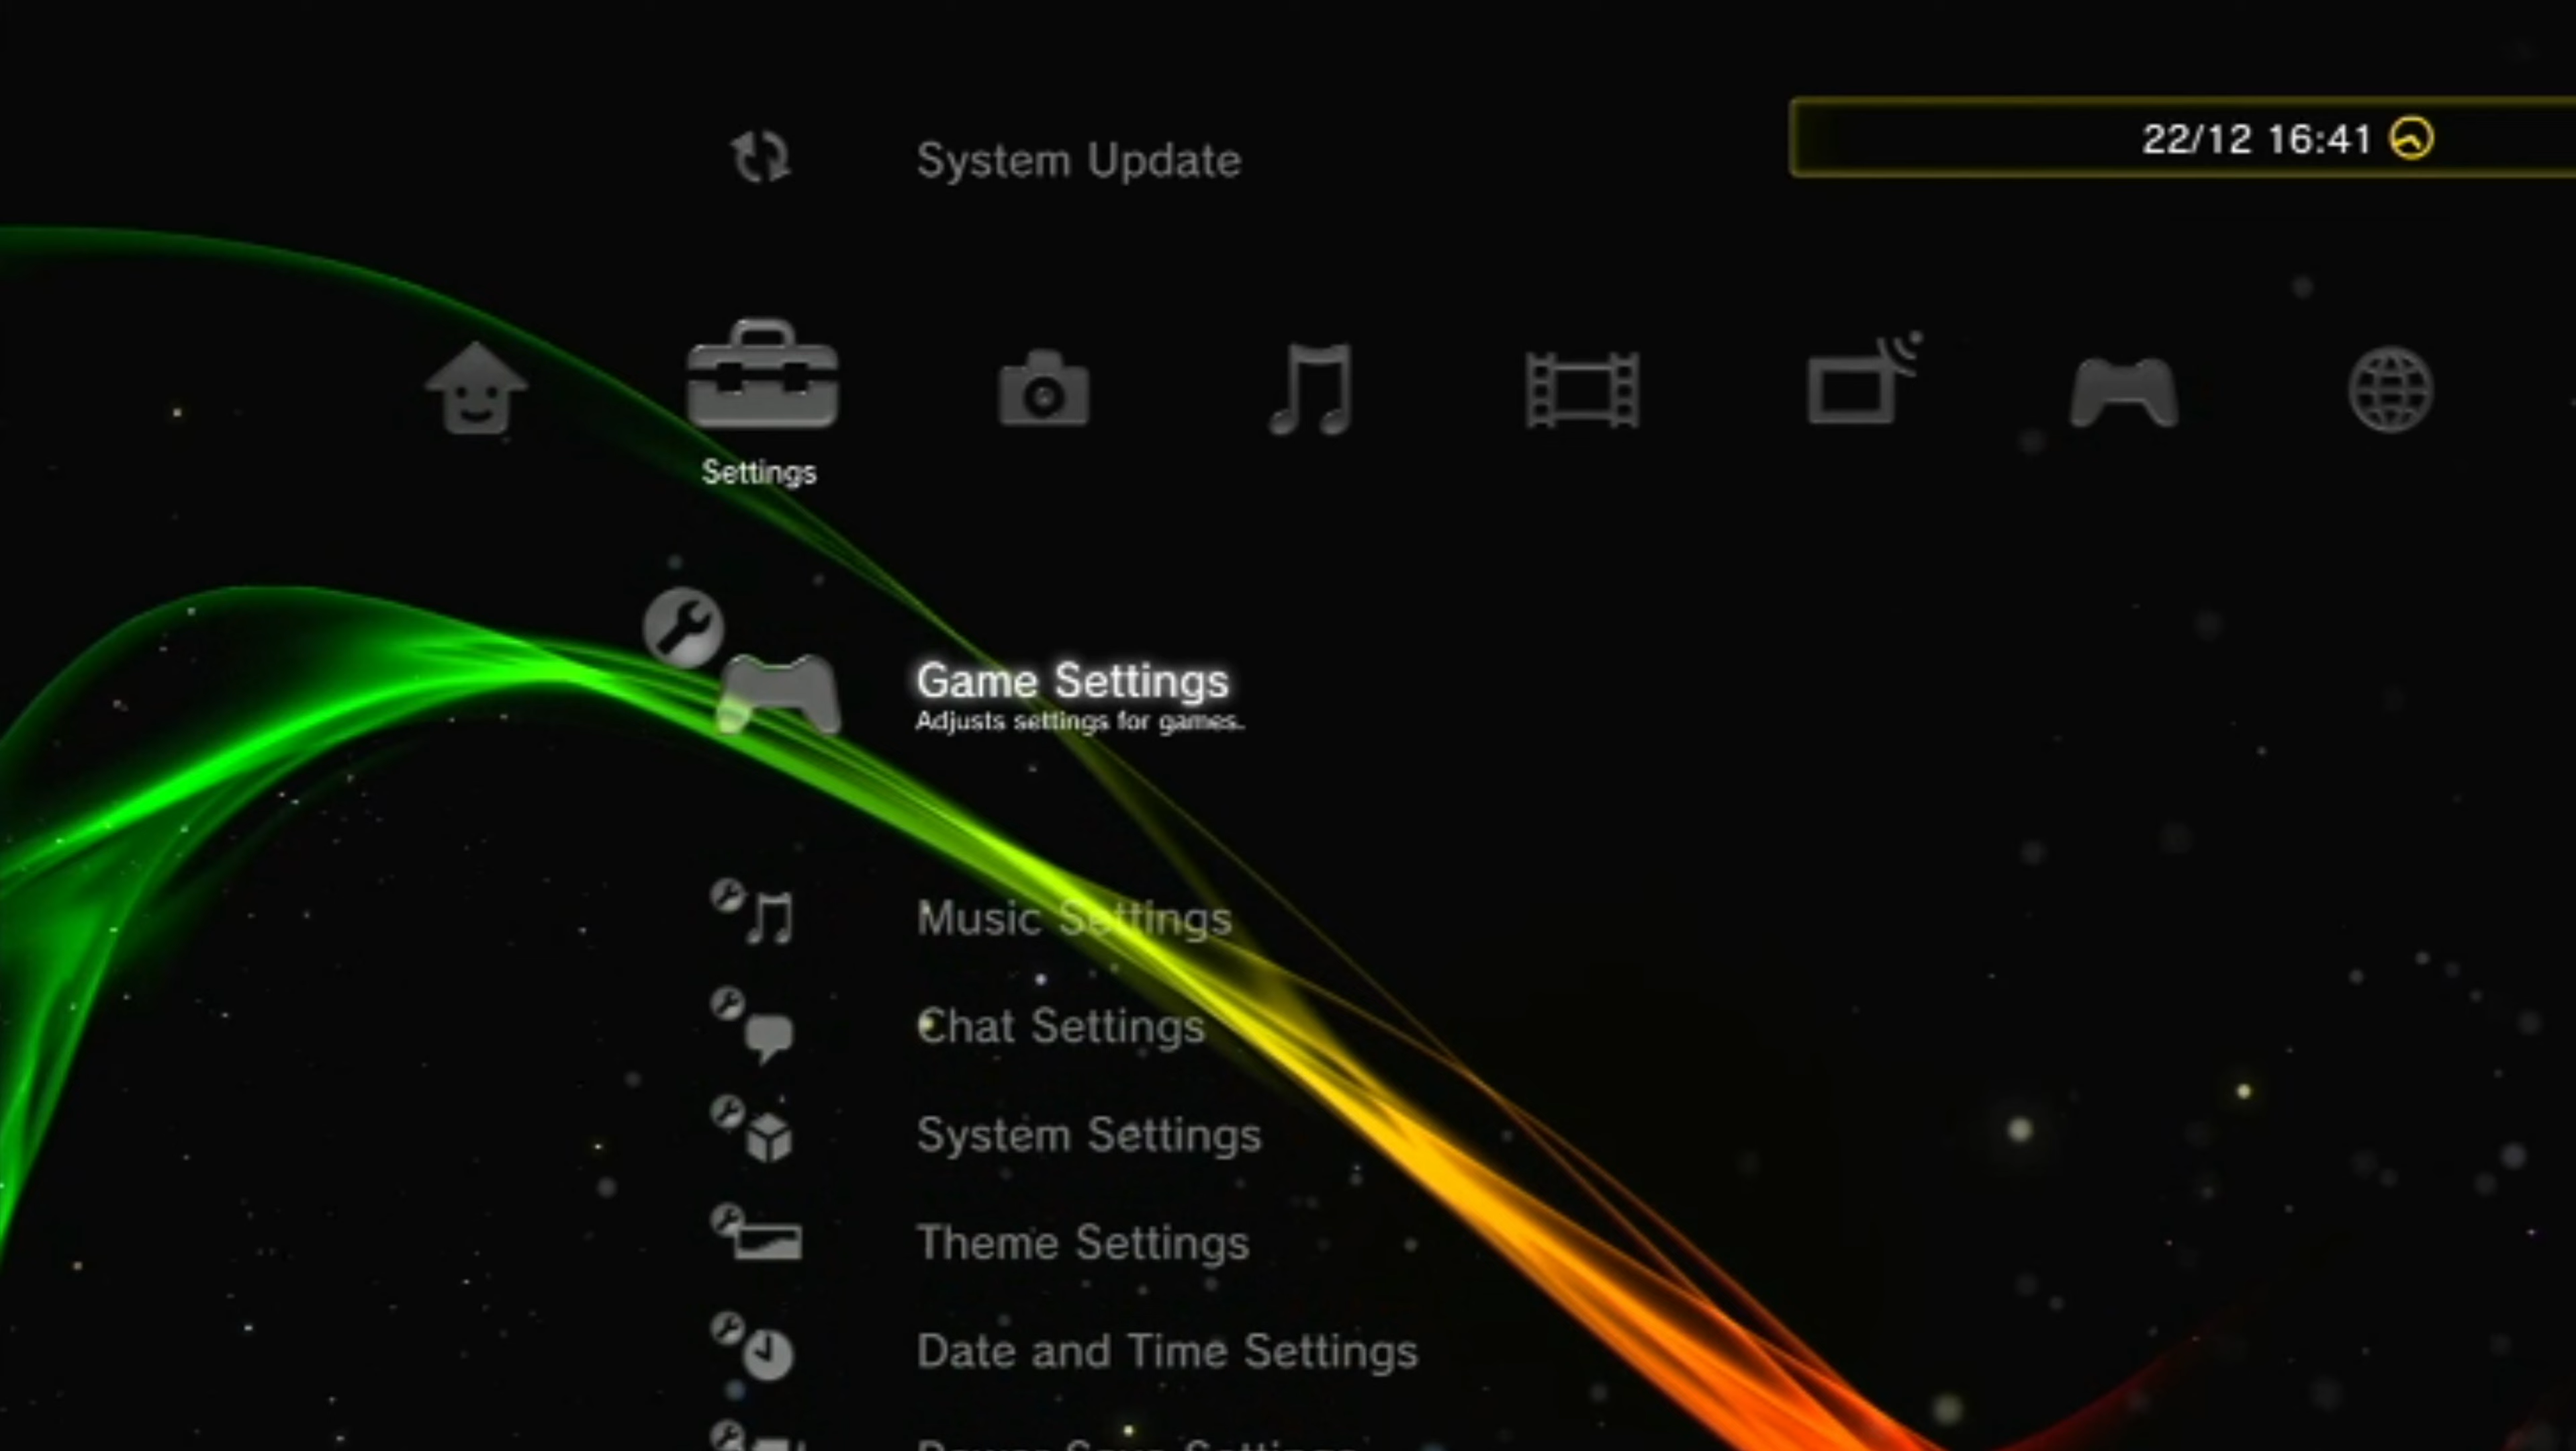 System Update
22/12 16:41
Settings
Game Settings
Adjusts settings for games.
Music Settings
Chat Settings
System Settings
Theme Settings
Date and Time Settings